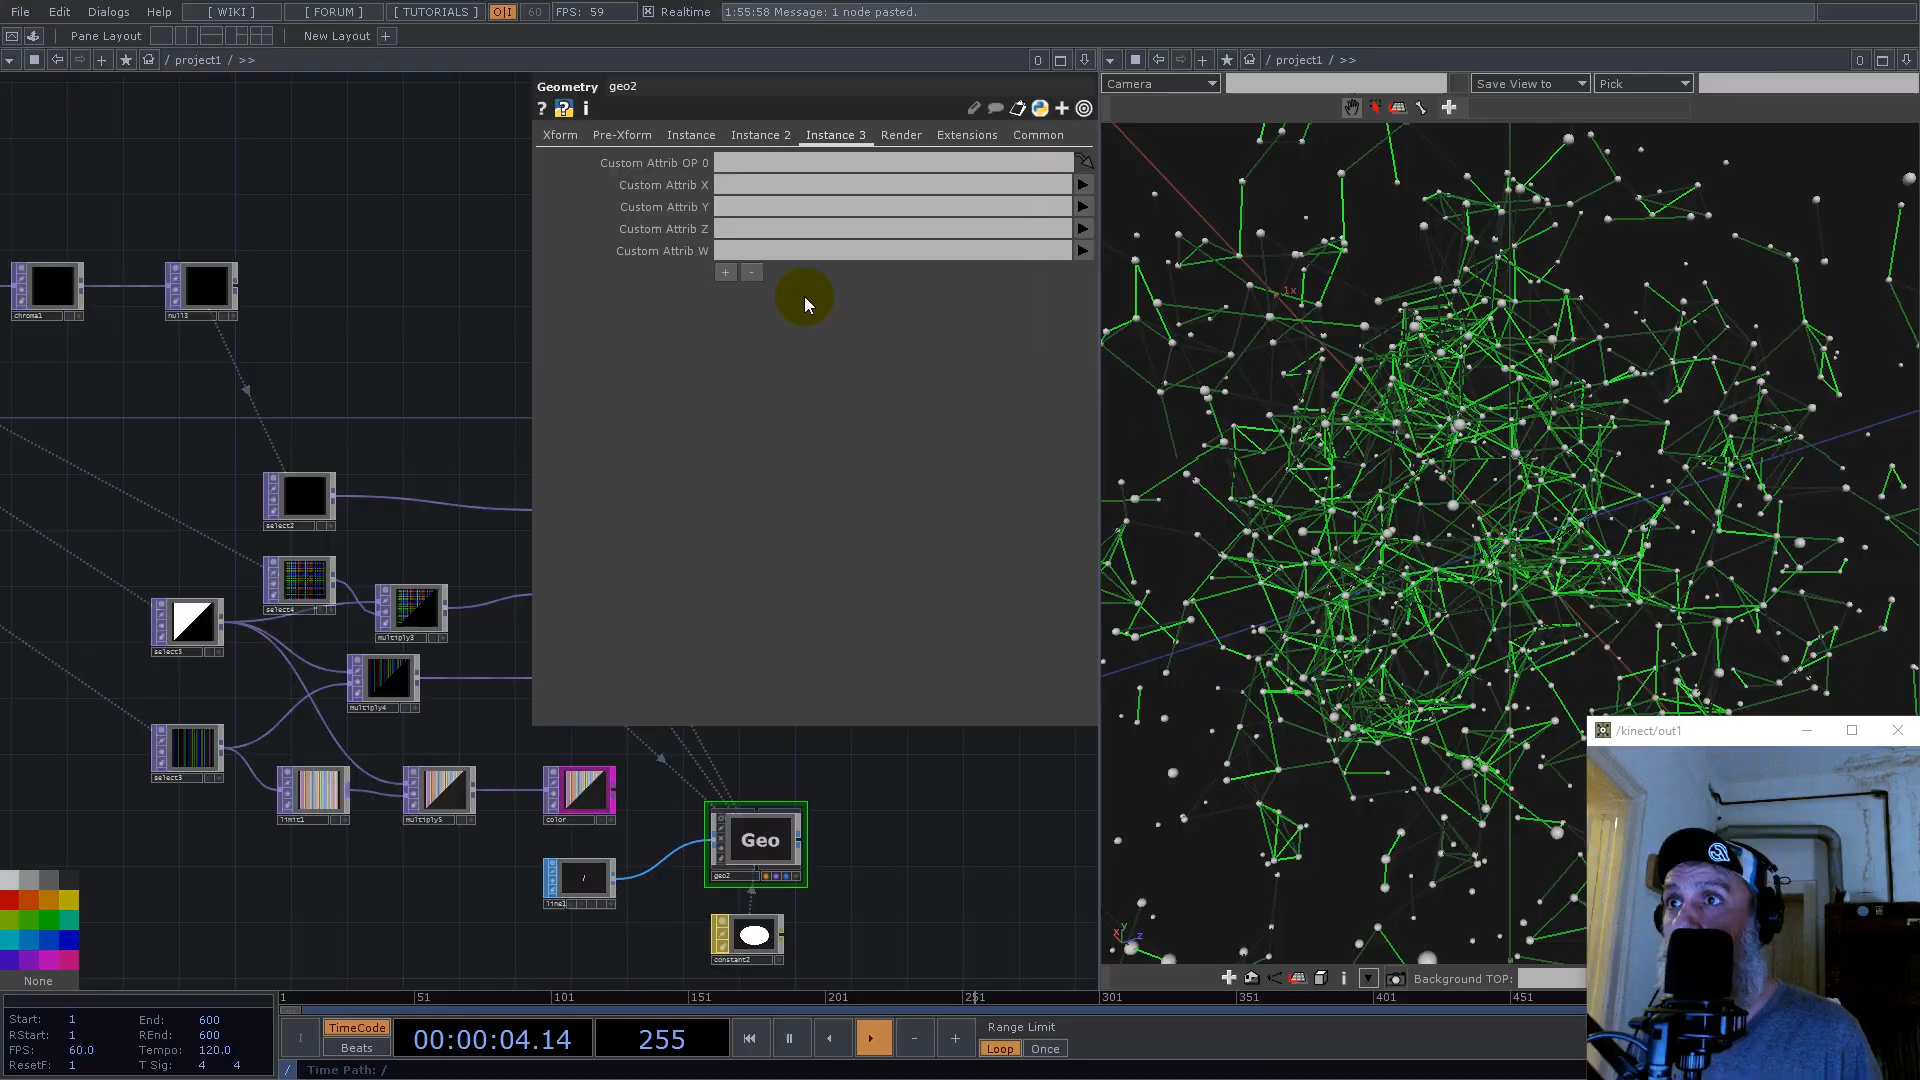 File Edit Dialogs Help [ WIKI ] [ FORUM ] [ TUTORIALS ] O|I 60 FPS: 59 Realtime 1:55:58 Message: 1 node pasted.
Pane Layout New Layout +
/ project1 / >> 0
/ project1 / >> 0
Geometry geo2
Camera Save View to Pick
? ? i
Xform Pre-Xform Instance Instance 2 Instance 3 Render Extensions Common
Custom Attrib OP 0
Custom Attrib X
Custom Attrib Y
Custom Attrib Z
Custom Attrib W
+ -
1x
chroma1
null3
select2
select4
multiply3
select5
multiply4
select3
limit1
multiply5
color
Geo
geo2
line1
constant2
/kinect/out1
x y z
None
Background TOP:
1 51 101 151 201 251 301 351 401 451
Start: 1 End: 600
RStart: 1 REnd: 600
FPS: 60.0 Tempo: 120.0
ResetF: 1 T Sig: 4 4
TimeCode
Beats
00:00:04.14
255
Range Limit
Loop Once
/ Time Path: /